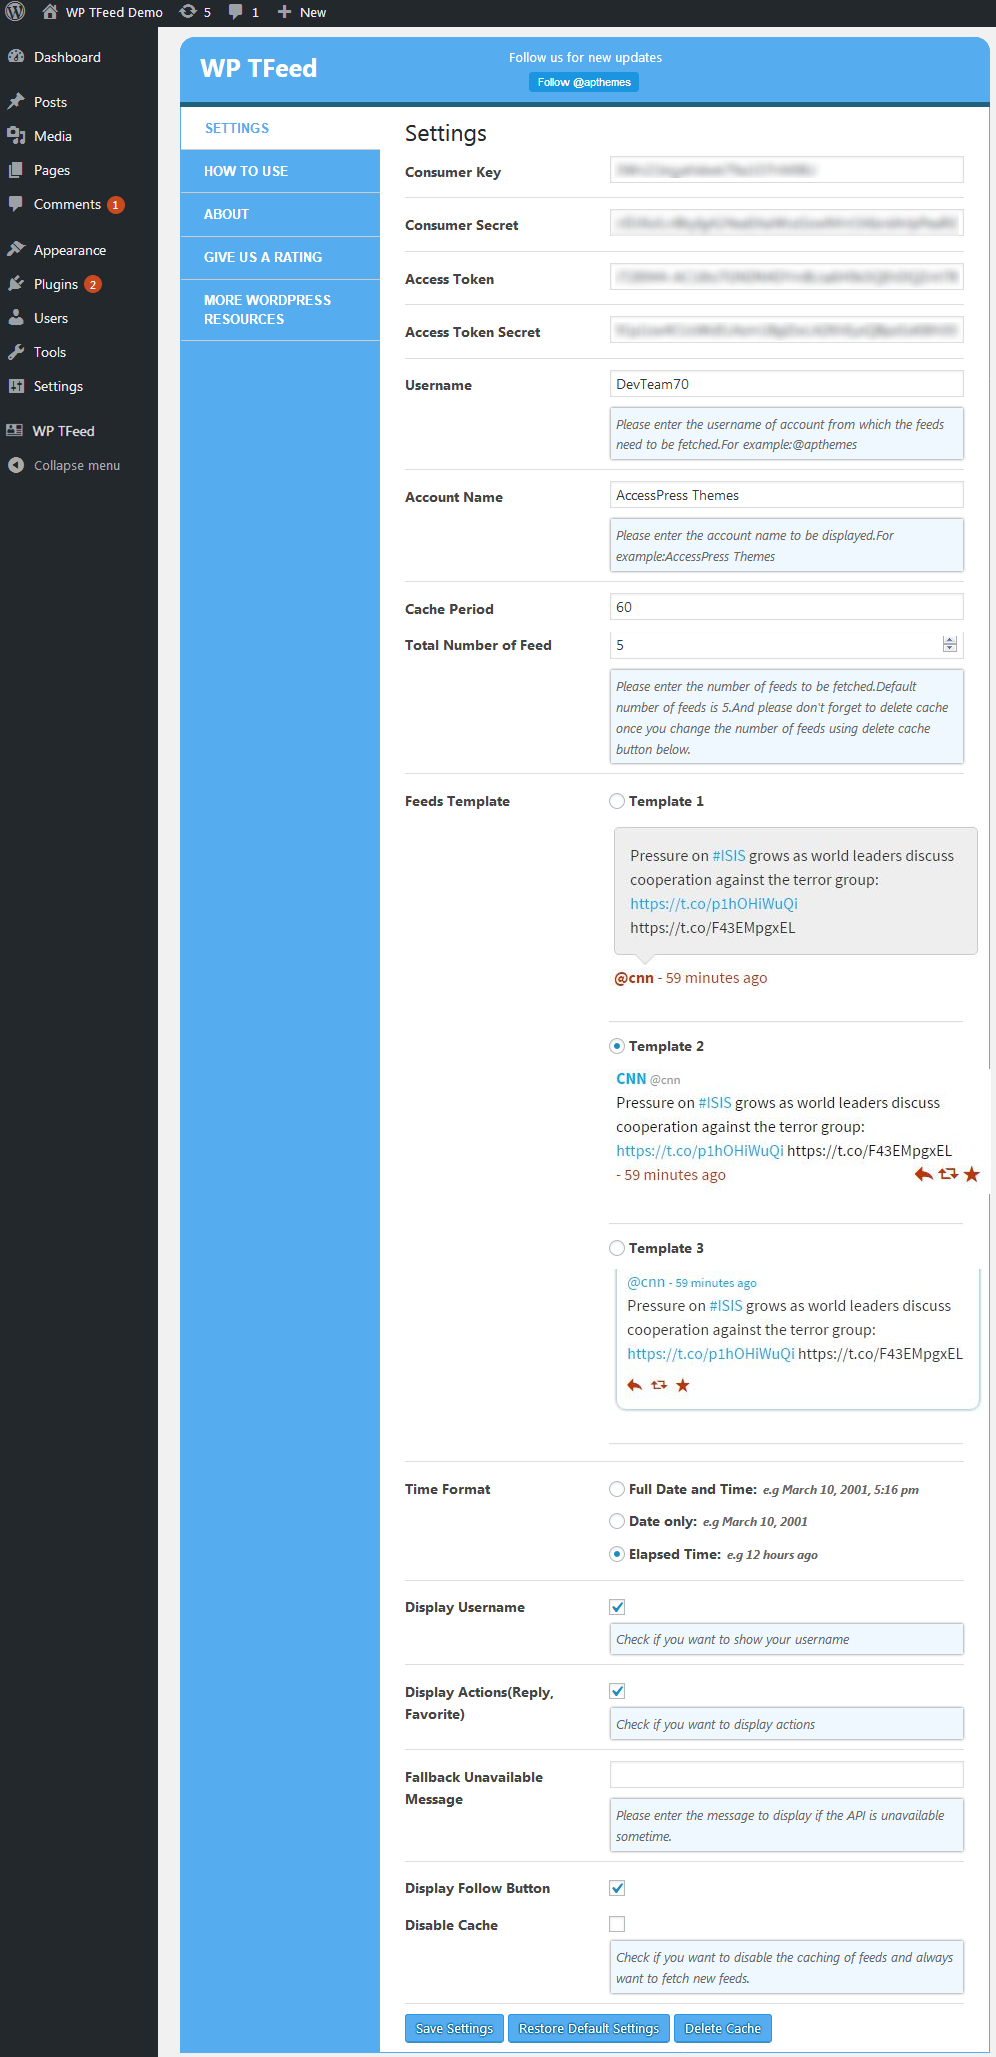 WP TFeed Demo 5 1 New
Dashboard
Posts
Media
Pages
Comments 1
Appearance
Plugins 2
Users
Tools
Settings
WP TFeed
Collapse menu
WP TFeed
Follow us for new updates
Follow @apthemes
SETTINGS
HOW TO USE
ABOUT
GIVE US A RATING
MORE WORDPRESS
RESOURCES
Settings
Consumer Key
Consumer Secret
Access Token
Access Token Secret
Username DevTeam70
Please enter the username of account from which the feeds
need to be fetched.For example:@apthemes
Account Name AccessPress Themes
Please enter the account name to be displayed.For
example:AccessPress Themes
Cache Period 60
Total Number of Feed 5
Please enter the number of feeds to be fetched.Default
number of feeds is 5.And please don't forget to delete cache
once you change the number of feeds using delete cache
button below.
Feeds Template Template 1
Pressure on #ISIS grows as world leaders discuss
cooperation against the terror group:
https://t.co/p1hOHiWuQi
https://t.co/F43EMpgxEL
@cnn - 59 minutes ago
Template 2
CNN @cnn
Pressure on #ISIS grows as world leaders discuss
cooperation against the terror group:
https://t.co/p1hOHiWuQi https://t.co/F43EMpgxEL
- 59 minutes ago
Template 3
@cnn - 59 minutes ago
Pressure on #ISIS grows as world leaders discuss
cooperation against the terror group:
https://t.co/p1hOHiWuQi https://t.co/F43EMpgxEL
Time Format Full Date and Time: e.g March 10, 2001, 5:16 pm
Date only: e.g March 10, 2001
Elapsed Time: e.g 12 hours ago
Display Username
Check if you want to show your username
Display Actions(Reply,
Favorite)
Check if you want to display actions
Fallback Unavailable
Message
Please enter the message to display if the API is unavailable
sometime.
Display Follow Button
Disable Cache
Check if you want to disable the caching of feeds and always
want to fetch new feeds.
Save Settings Restore Default Settings Delete Cache